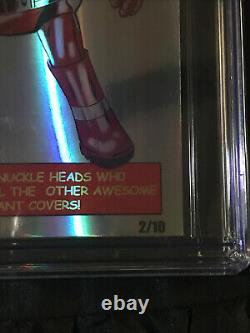 NUCKLE HEADS WHO
L THE OTHER AWESOME
ANT COVERS!
2/10